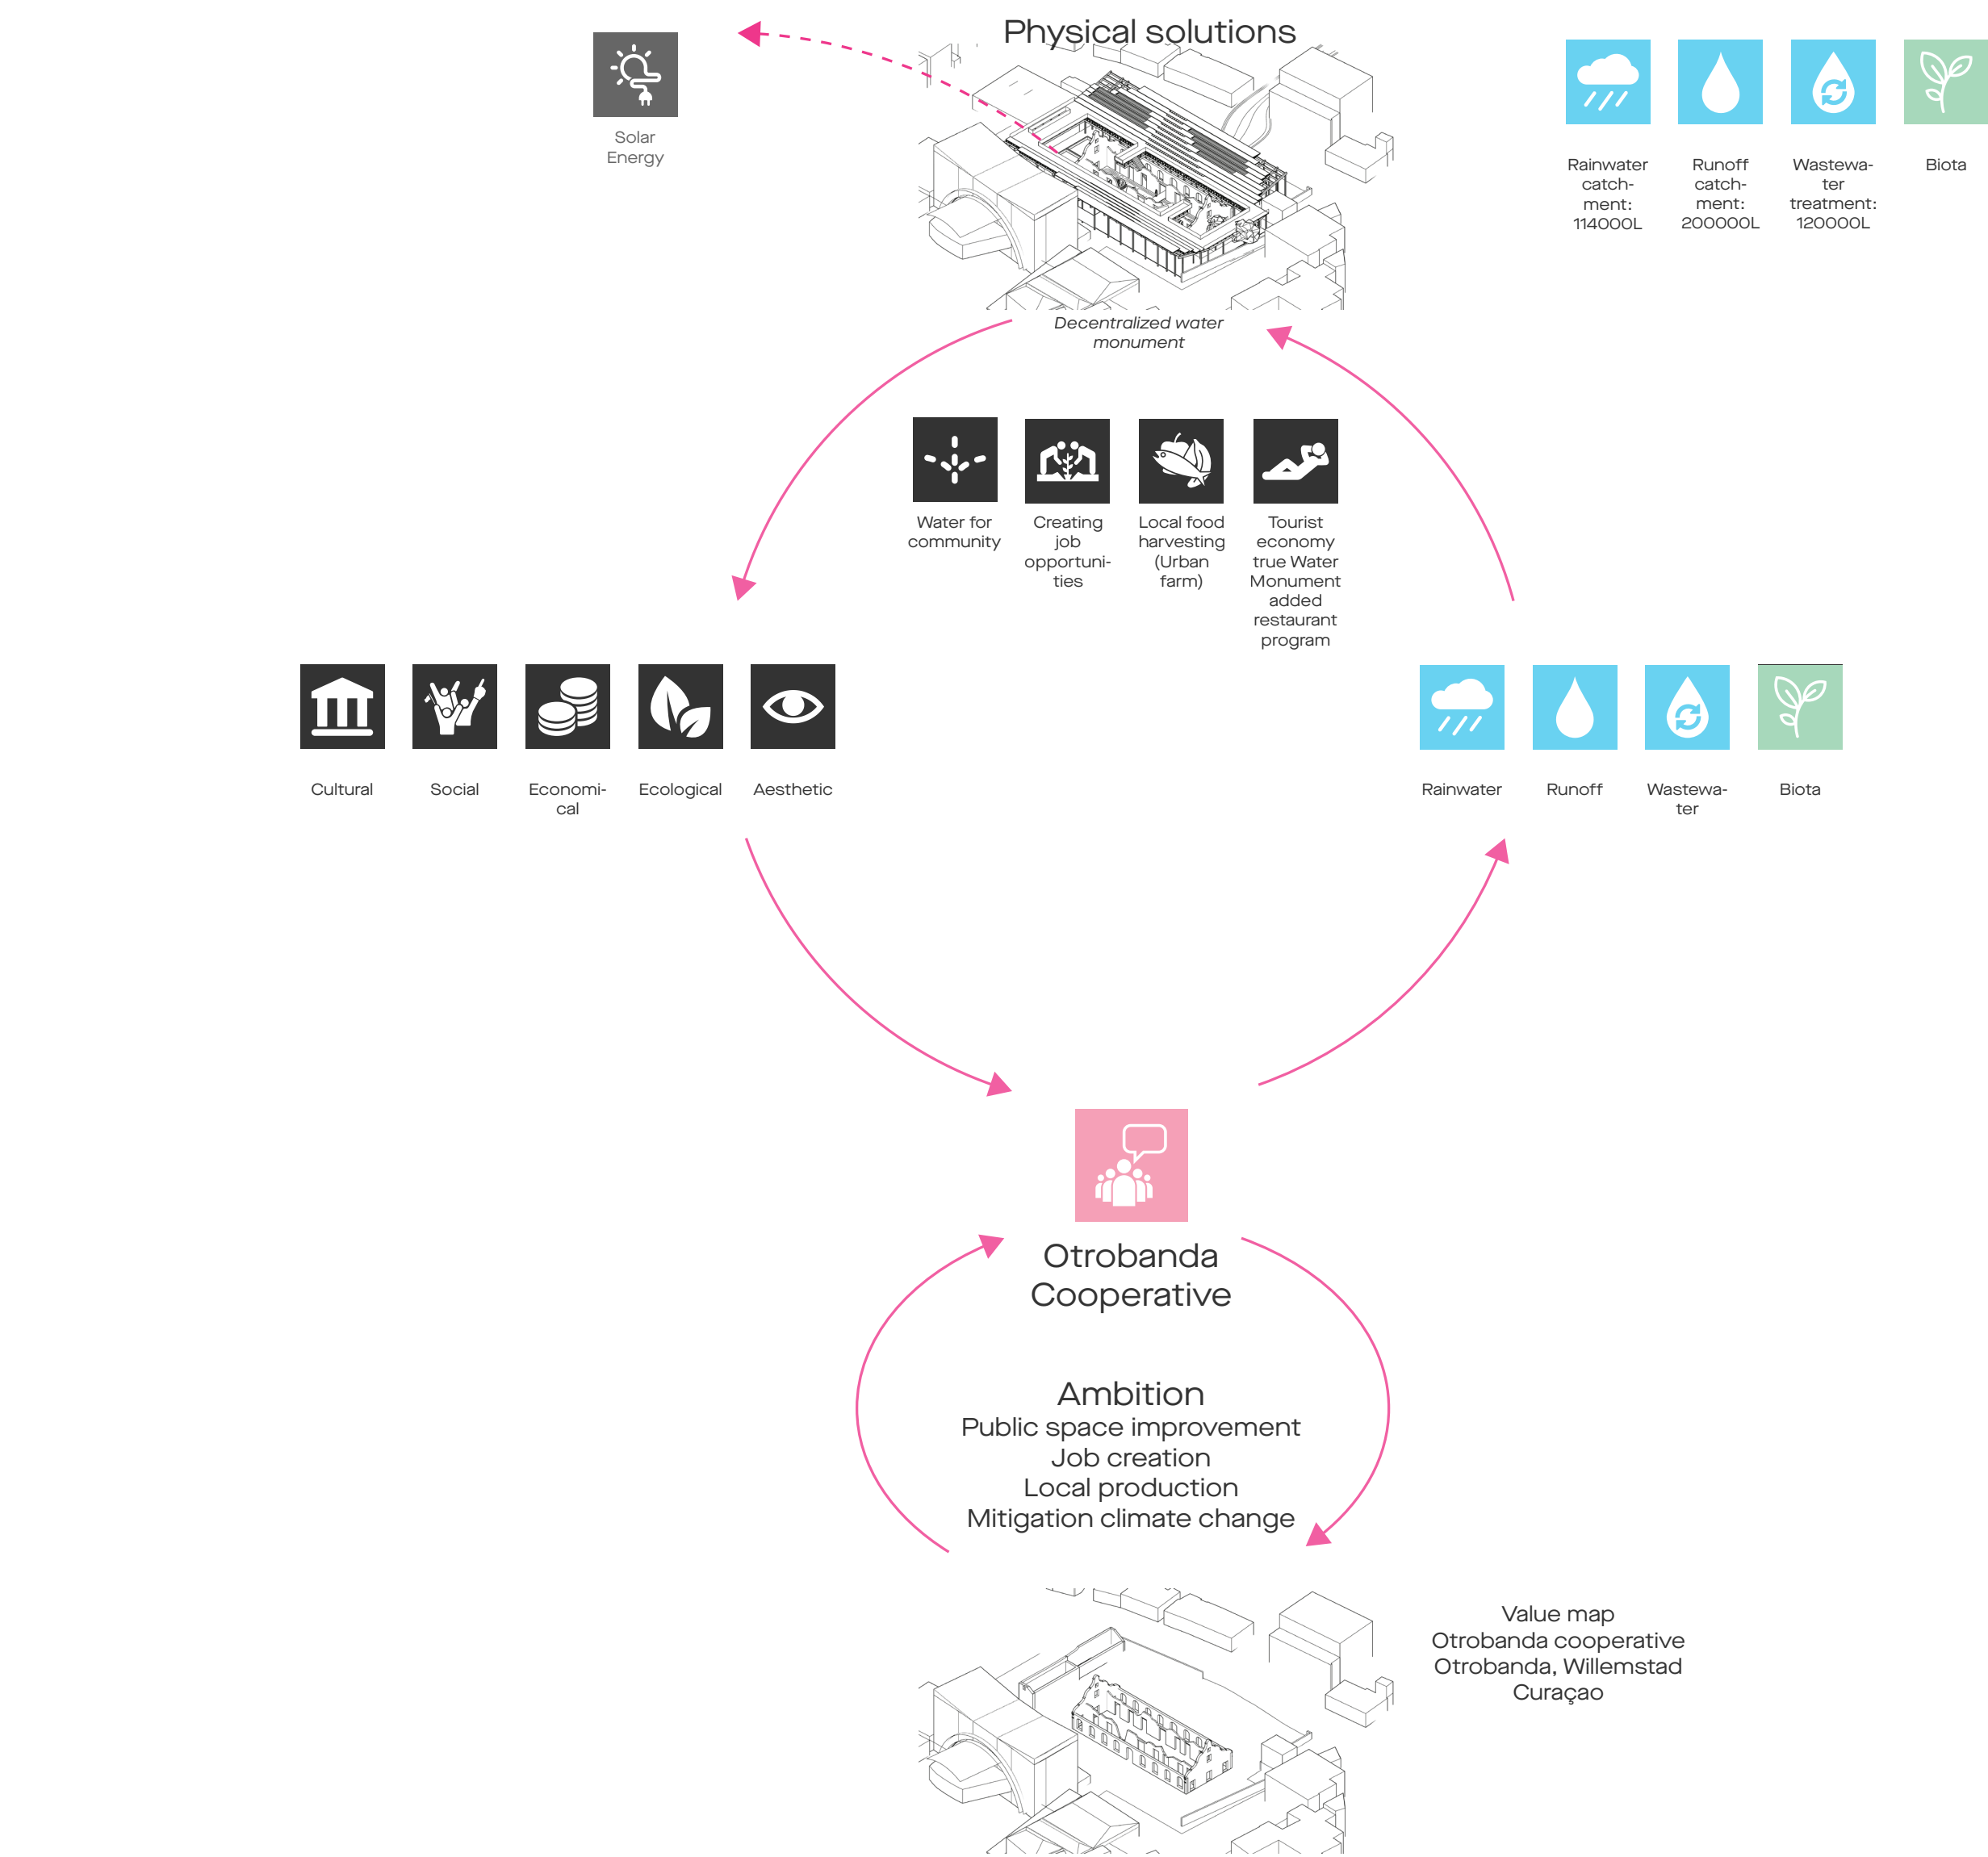 Physical solutions
Solar
Energy
Rainwater
catch-
ment:
114000L
Runoff
catch-
ment:
200000L
Wastewa-
ter
treatment:
120000L
Biota
Decentralized water
monument
Water for
community
Creating
job
opportuni-
ties
Local food
harvesting
(Urban
farm)
Tourist
economy
true Water
Monument
added
restaurant
program
Cultural
Social
Economi-
cal
Ecological
Aesthetic
Rainwater
Runoff
Wastewa-
ter
Biota
Otrobanda
Cooperative
Ambition
Public space improvement
Job creation
Local production
Mitigation climate change
Value map
Otrobanda cooperative
Otrobanda, Willemstad
Curaçao